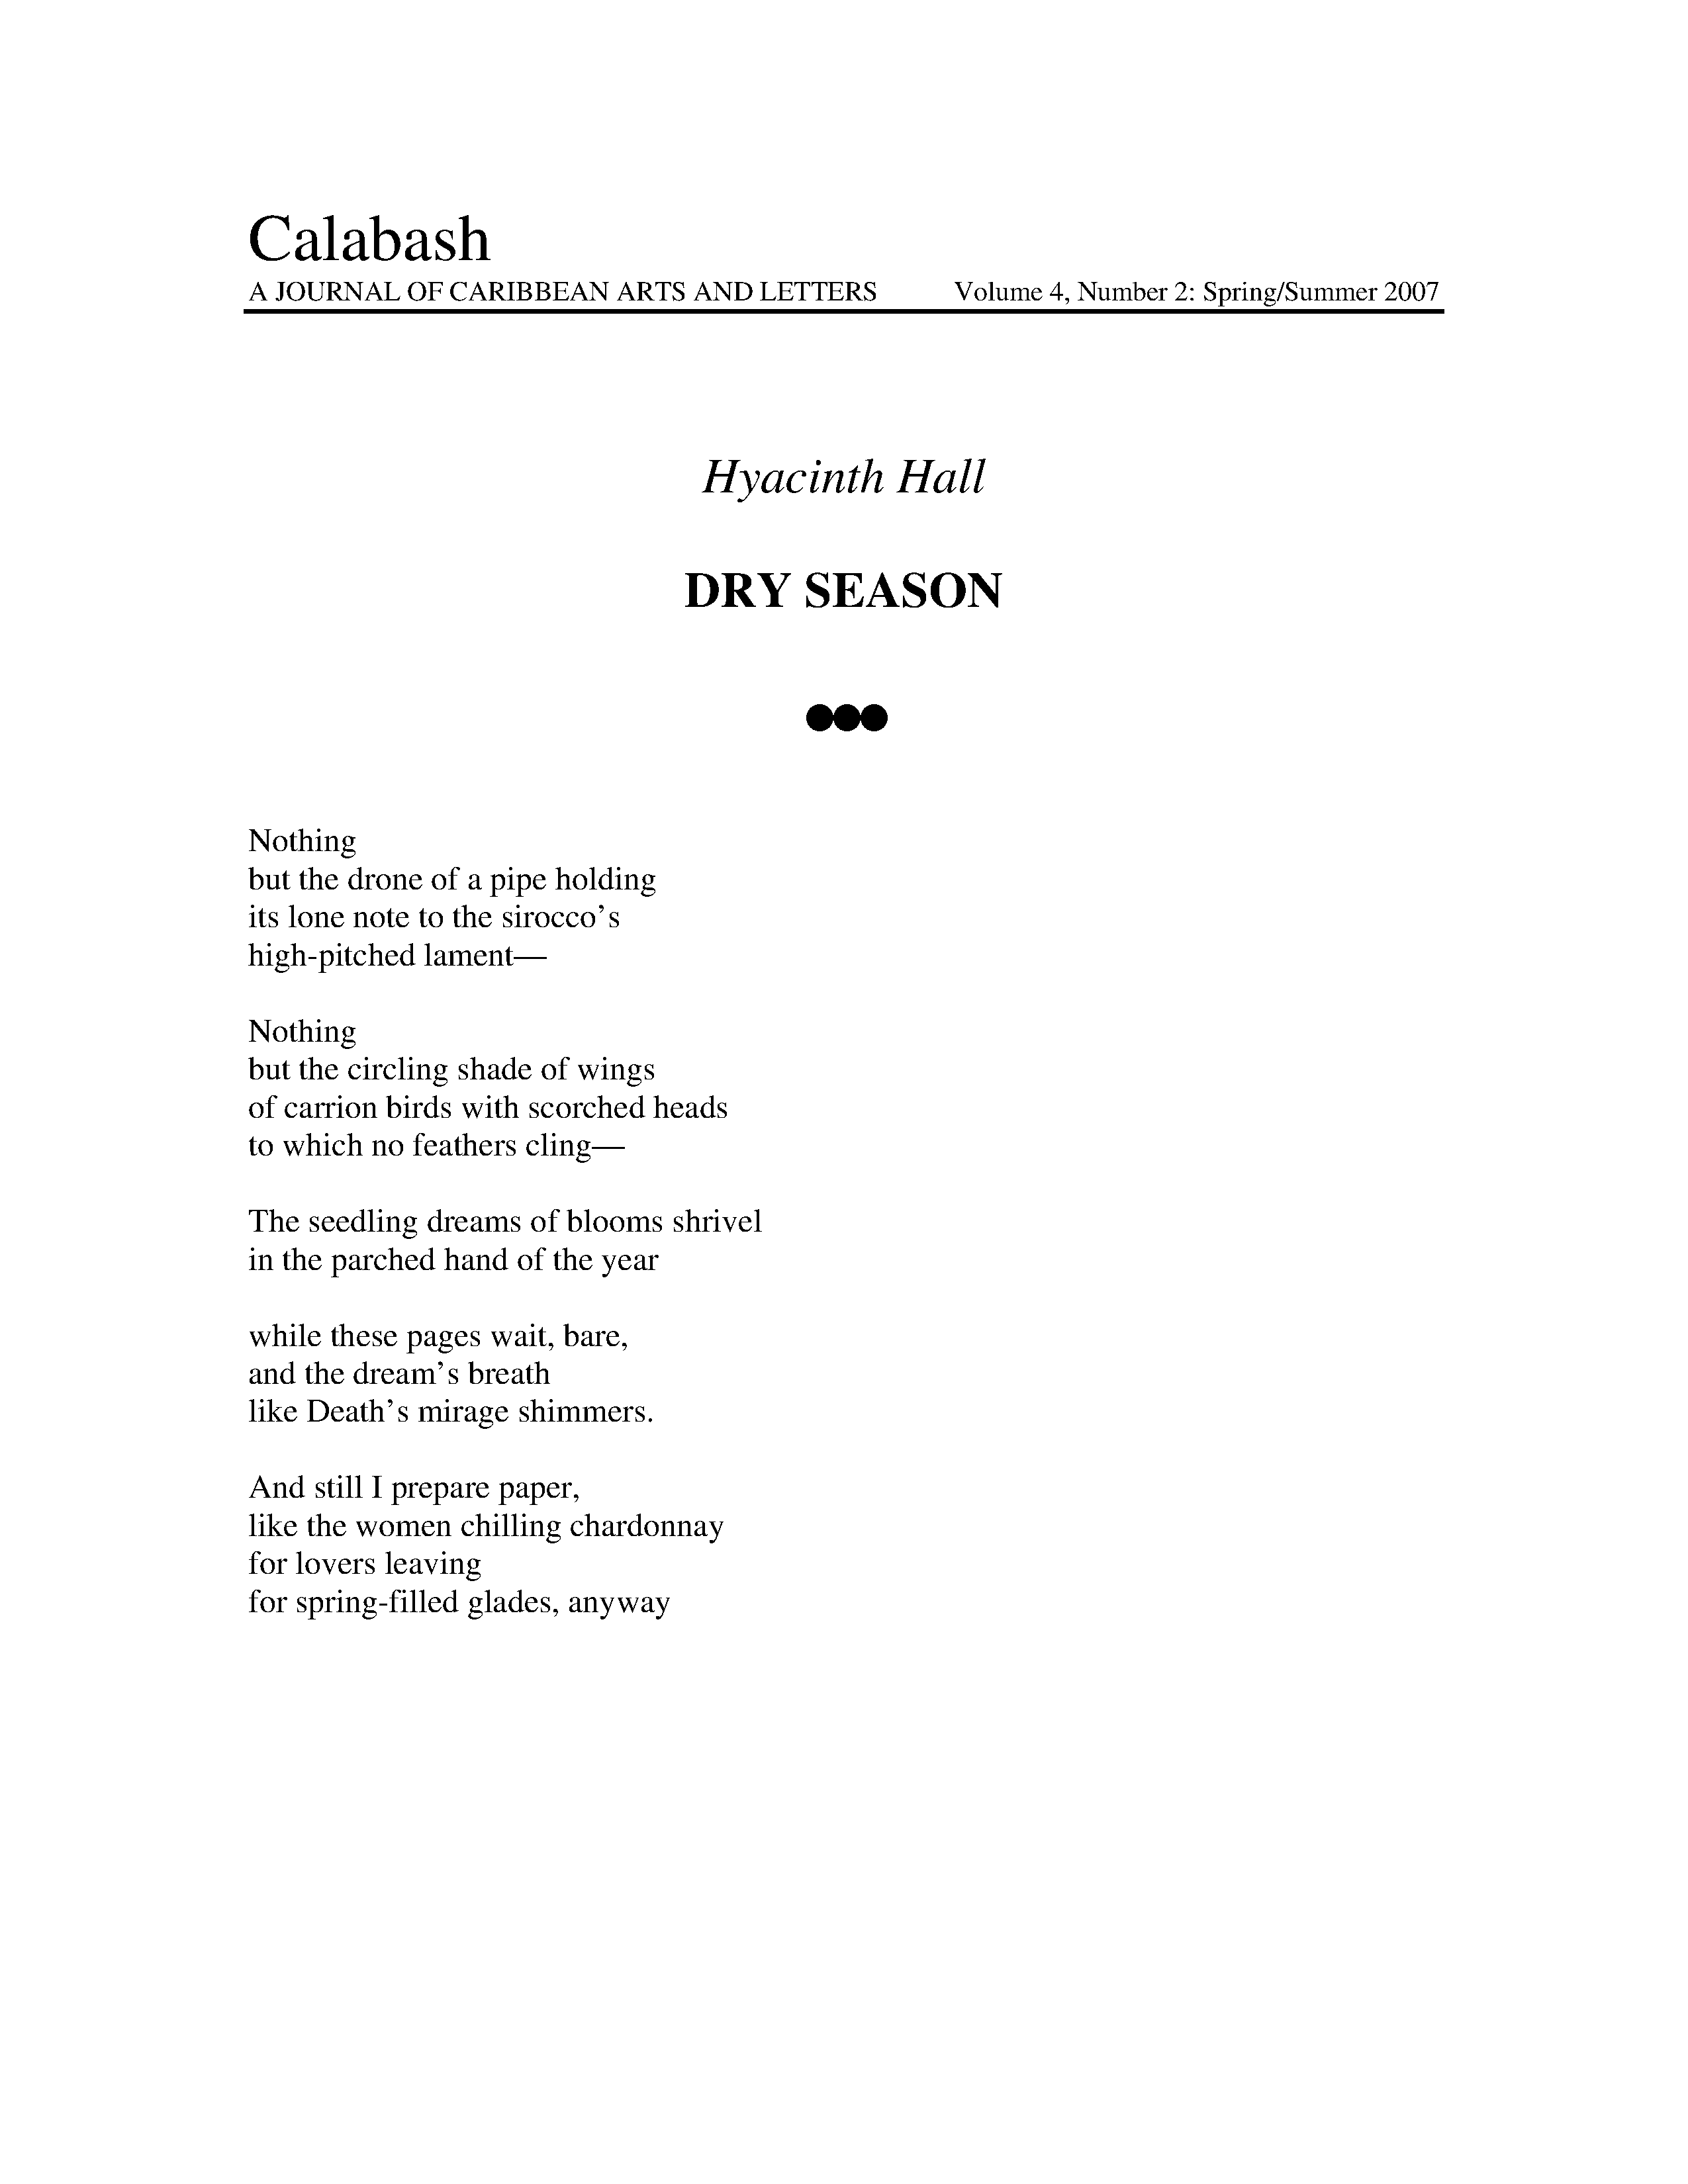 Calabash
A JOURNAL OF CARIBBEAN ARTS AND LETTERS Volume 4, Number 2: Spring/Summer 2007
Hyacinth Hall
DRY SEASON
Nothing
but the drone of a pipe holding
its lone note to the sirocco’s
high-pitched lament—
Nothing
but the circling shade of wings
of carrion birds with scorched heads
to which no feathers cling—
The seedling dreams of blooms shrivel
in the parched hand of the year
while these pages wait, bare,
and the dream’s breath
like Death’s mirage shimmers.
And still I prepare paper,
like the women chilling chardonnay
for lovers leaving
for spring-filled glades, anyway